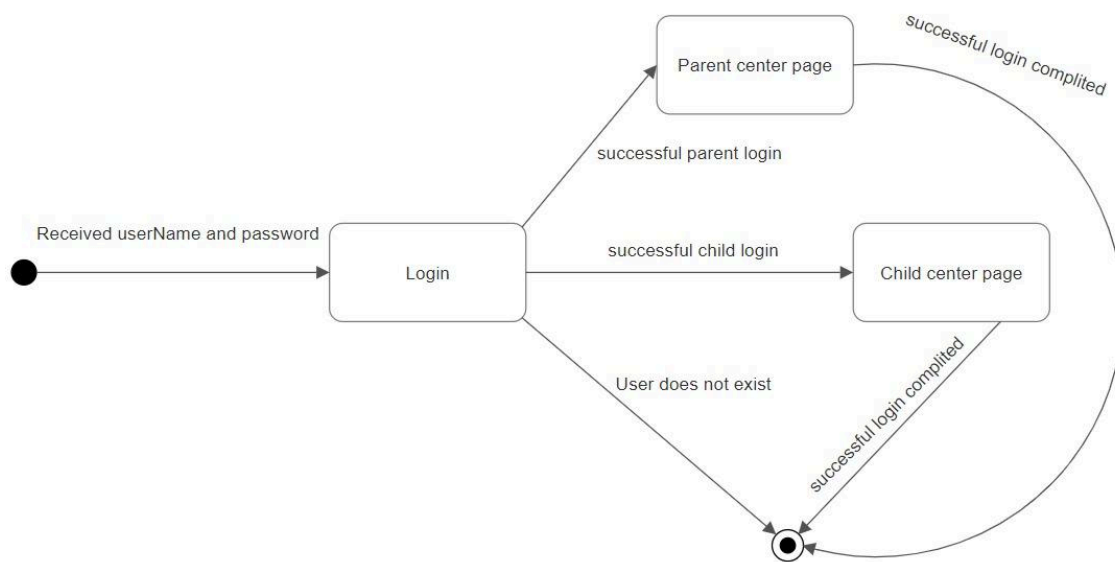 successful login complited
Parent center page
successful parent login
Received userName and password
successful child login
Login
Child center page
User does not exist
successful login complited